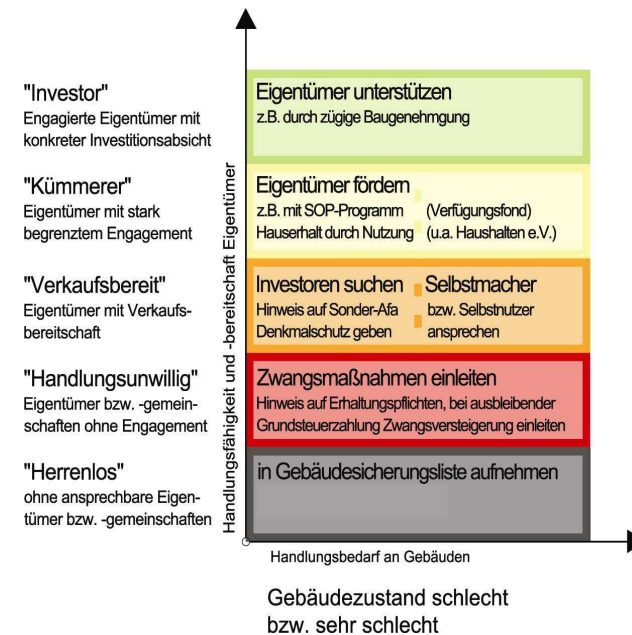 "Investor"
Engagierte Eigentümer mit
konkreter Investitionsabsicht
Eigentümer unterstützen
z.B. durch zügige Baugenehmgung
"Kümmerer"
Eigentümer mit stark
begrenztem Engagement
Eigentümer fördern
z.B. mit SOP-Programm (Verfügungsfond)
Hauserhalt durch Nutzung (u.a. Haushalten e.V.)
"Verkaufsbereit"
Eigentümer mit Verkaufs-
bereitschaft
Investoren suchen
Hinweis auf Sonder-Afa
Denkmalschutz geben
Selbstmacher
bzw. Selbstnutzer
ansprechen
"Handlungsunwillig"
Eigentümer bzw. -gemein-
schaften ohne Engagement
Zwangsmaßnahmen einleiten
Hinweis auf Erhaltungspflichten, bei ausbleibender
Grundsteuerzahlung Zwangsversteigerung einleiten
"Herrenlos"
ohne ansprechbare Eigen-
tümer bzw. -gemeinschaften
in Gebäudesicherungsliste aufnehmen
Handlungsfähigkeit und -bereitschaft Eigentümer
Handlungsbedarf an Gebäuden
Gebäudezustand schlecht
bzw. sehr schlecht